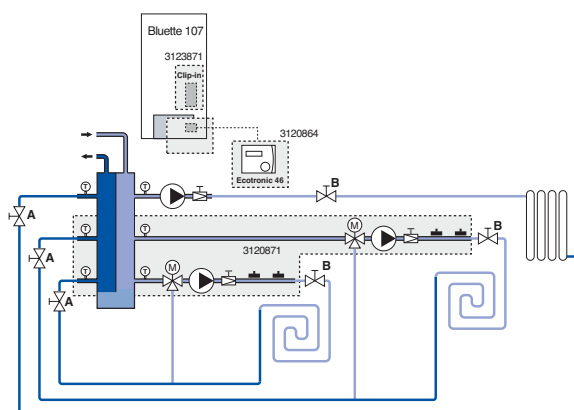 Bluette 107
3123871
Clip-in
3120864
Ecotronic 46
T
T
B
A
T
T
M
B
3120871
A
T
T
M
B
A